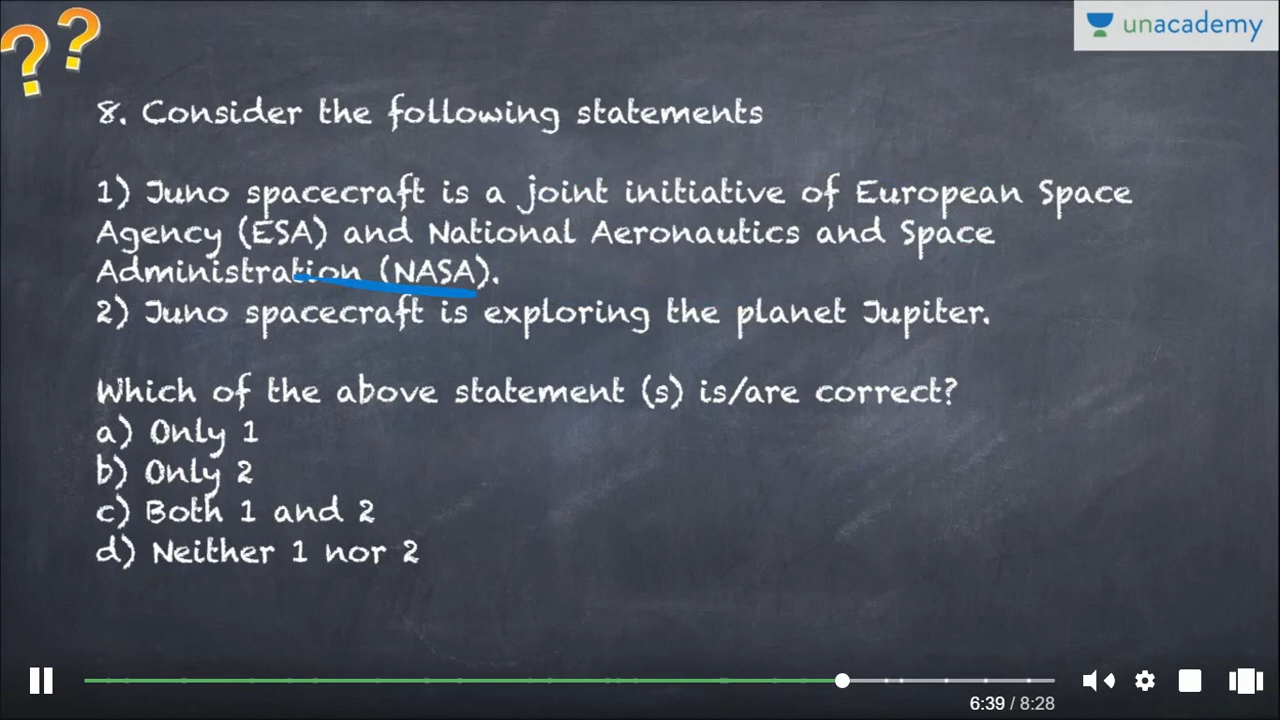 ??
unacademy
8. Consider the following statements
1) Juno spacecraft is a joint initiative of European Space
Agency (ESA) and National Aeronautics and Space
Administration (NASA).
2) Juno spacecraft is exploring the planet Jupiter.
Which of the above statement (s) is/are correct?
a) Only 1
b) Only 2
c) Both 1 and 2
d) Neither 1 nor 2
6:39 / 8:28